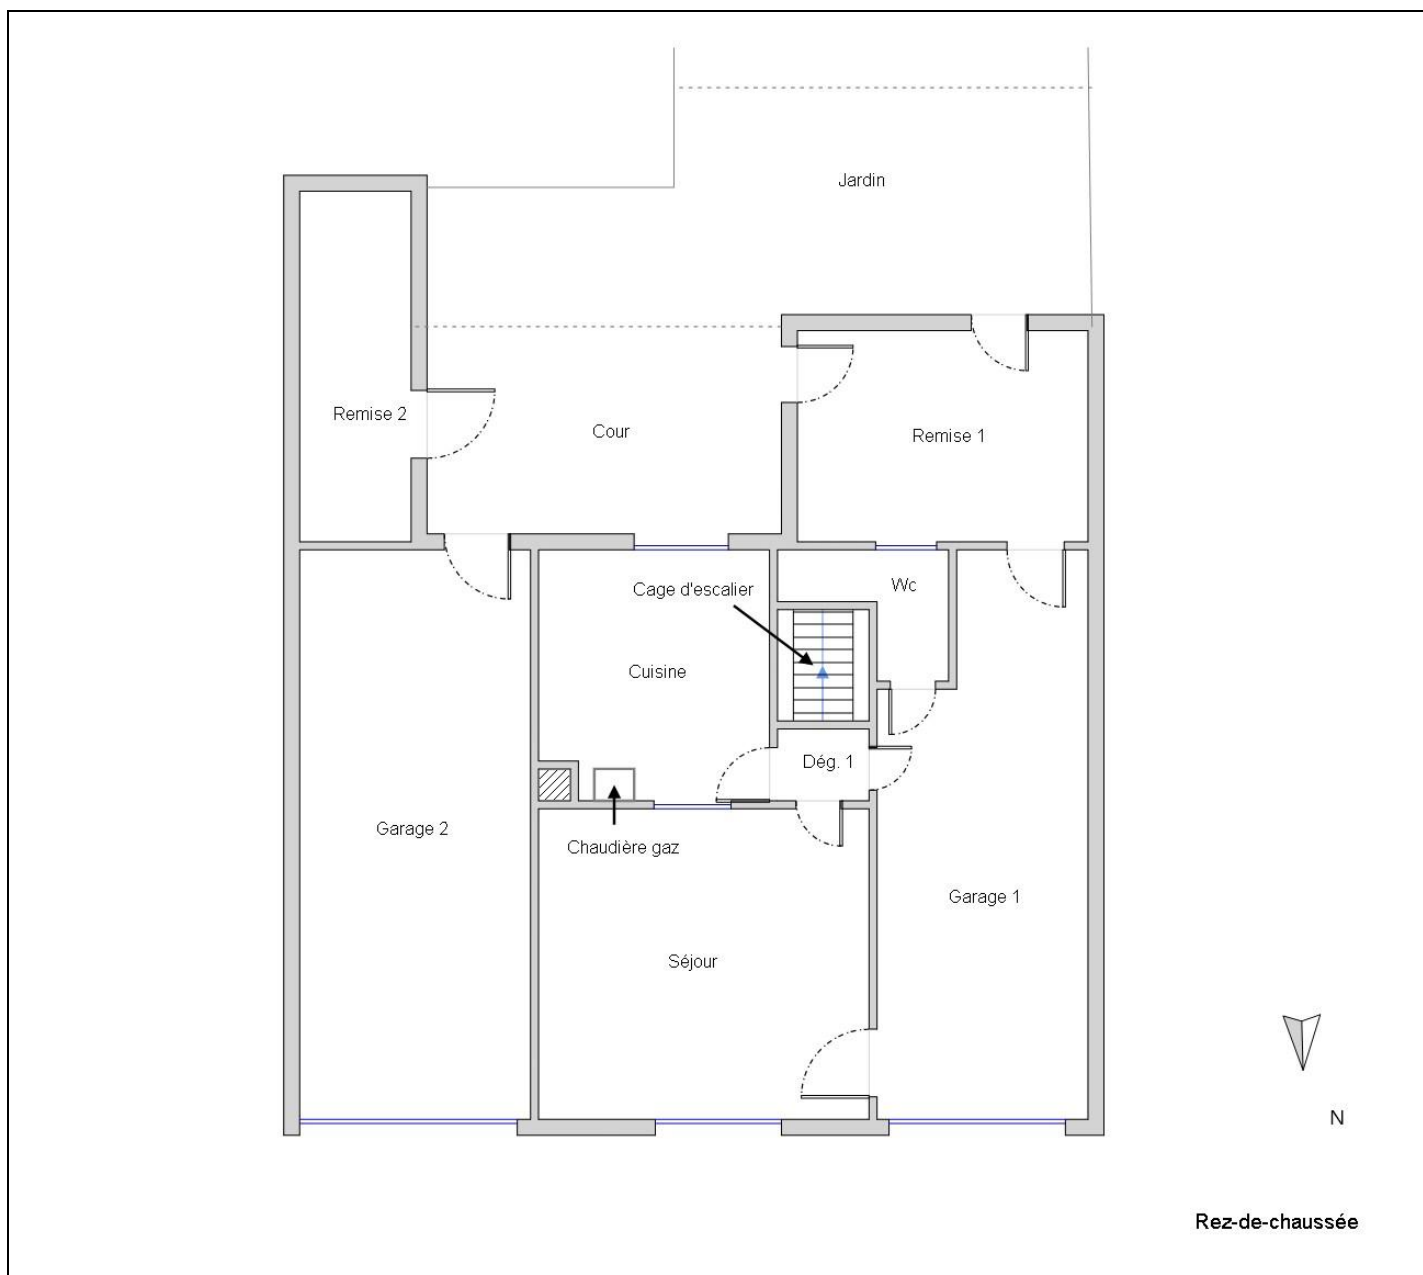 Jardin
Remise 2
Cour
Remise 1
Cage d'escalier
Wc
Cuisine
Dég. 1
Garage 2
Chaudière gaz
Garage 1
Séjour
N
Rez-de-chaussée